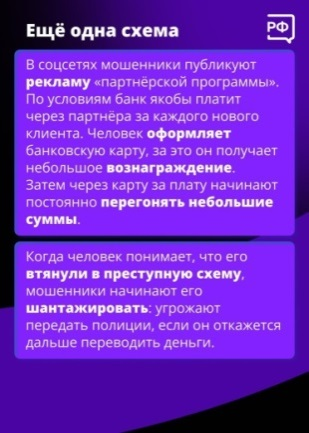 Ещё одна схема
РФ
В соцсетях мошенники публикуют
рекламу «партнёрской программы».
По условиям банк якобы платит
через партнёра за каждого нового
клиента. Человек оформляет
банковскую карту, за это он получает
небольшое вознаграждение.
Затем через карту за плату начинают
постоянно перегонять небольшие
суммы.
Когда человек понимает, что его
втянули в преступную схему,
мошенники начинают его
шантажировать: угрожают
передать полиции, если он откажется
дальше переводить деньги.